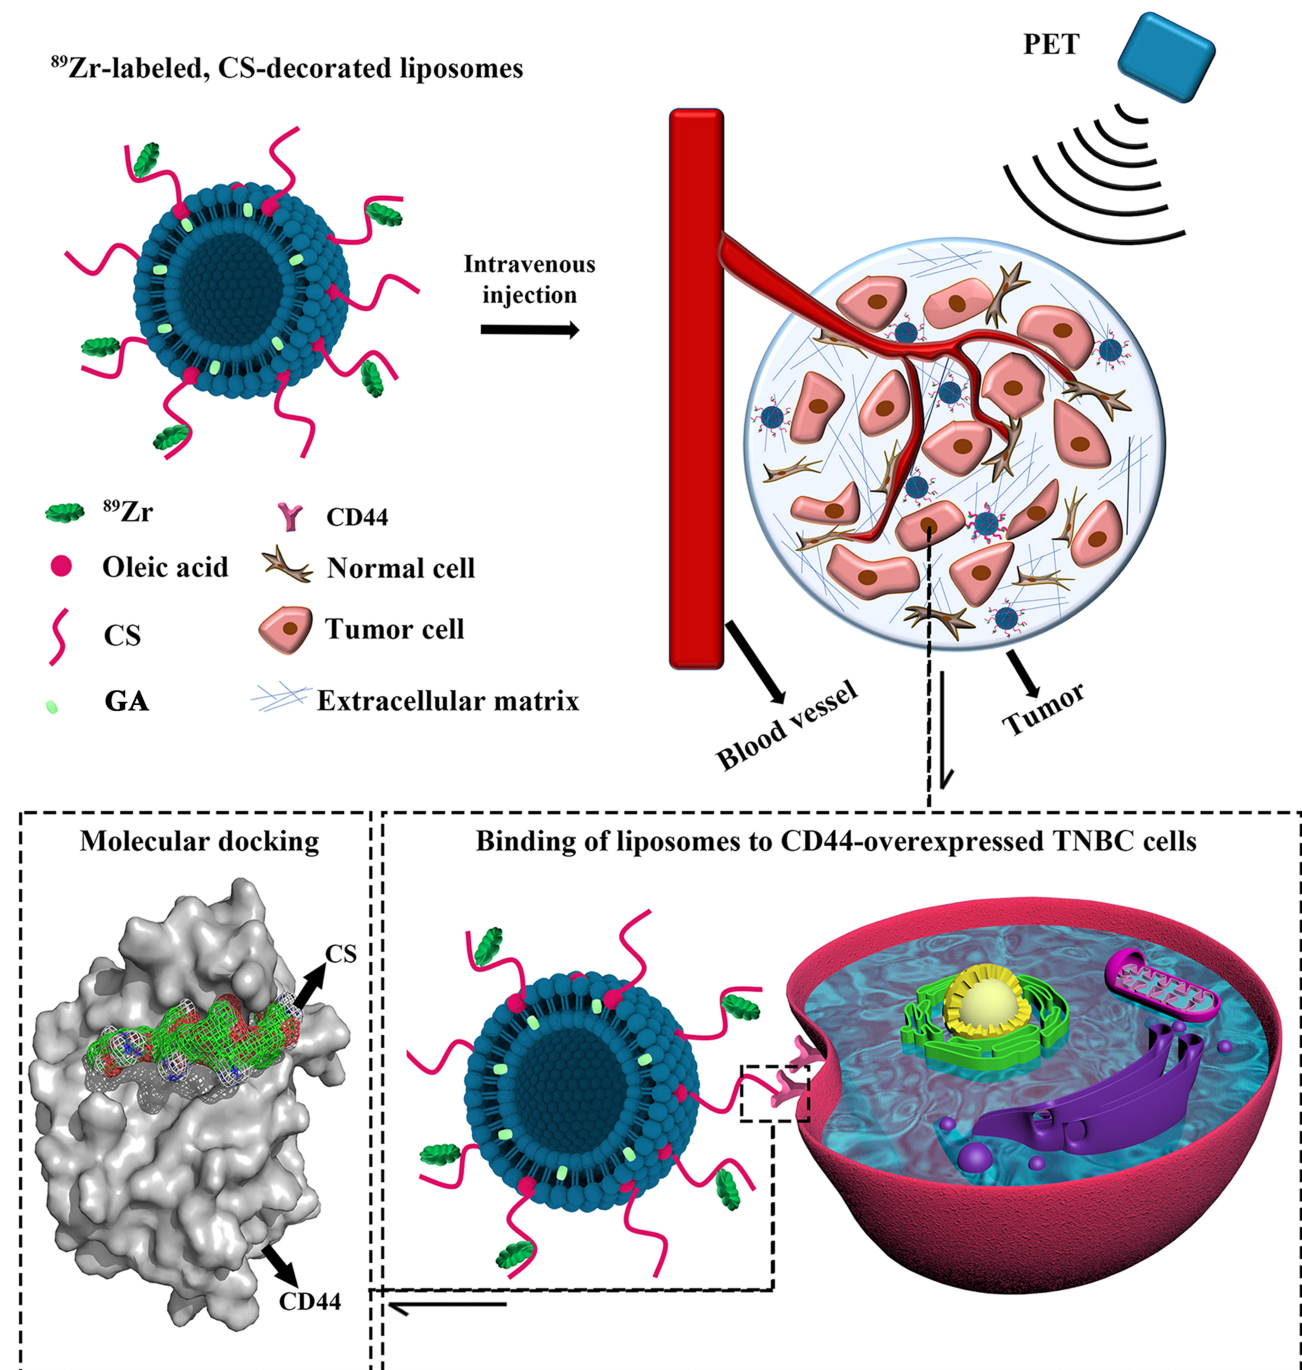 PET
⁸⁹Zr-labeled, CS-decorated liposomes
Intravenous
injection
⁸⁹Zr
CD44
Oleic acid
Normal cell
CS
Tumor cell
GA
Extracellular matrix
Blood vessel
Tumor
Molecular docking
CS
CD44
Binding of liposomes to CD44-overexpressed TNBC cells